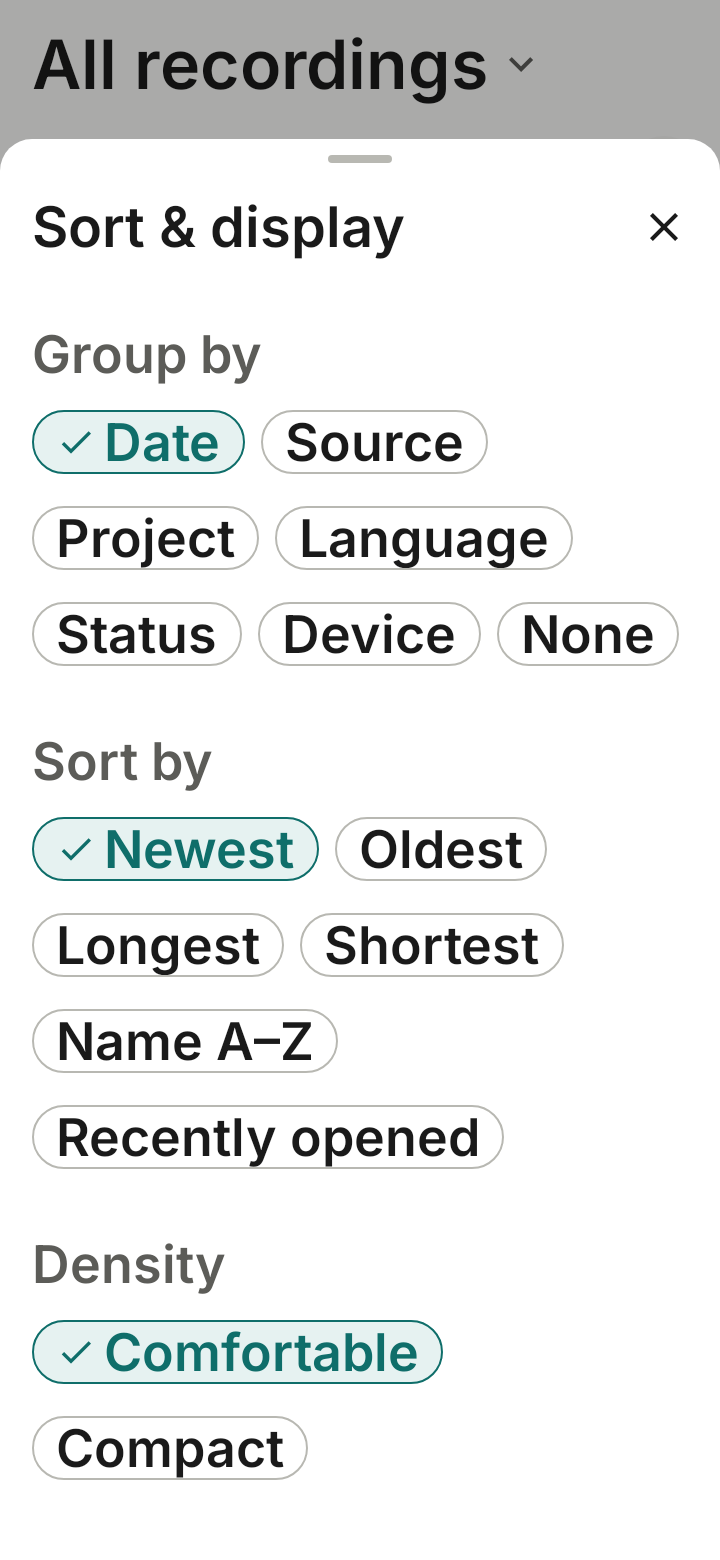 All recordings
Sort & display
Group by
Date Source
Project Language
Status Device None
Sort by
Newest Oldest
Longest Shortest
Name A–Z
Recently opened
Density
Comfortable
Compact